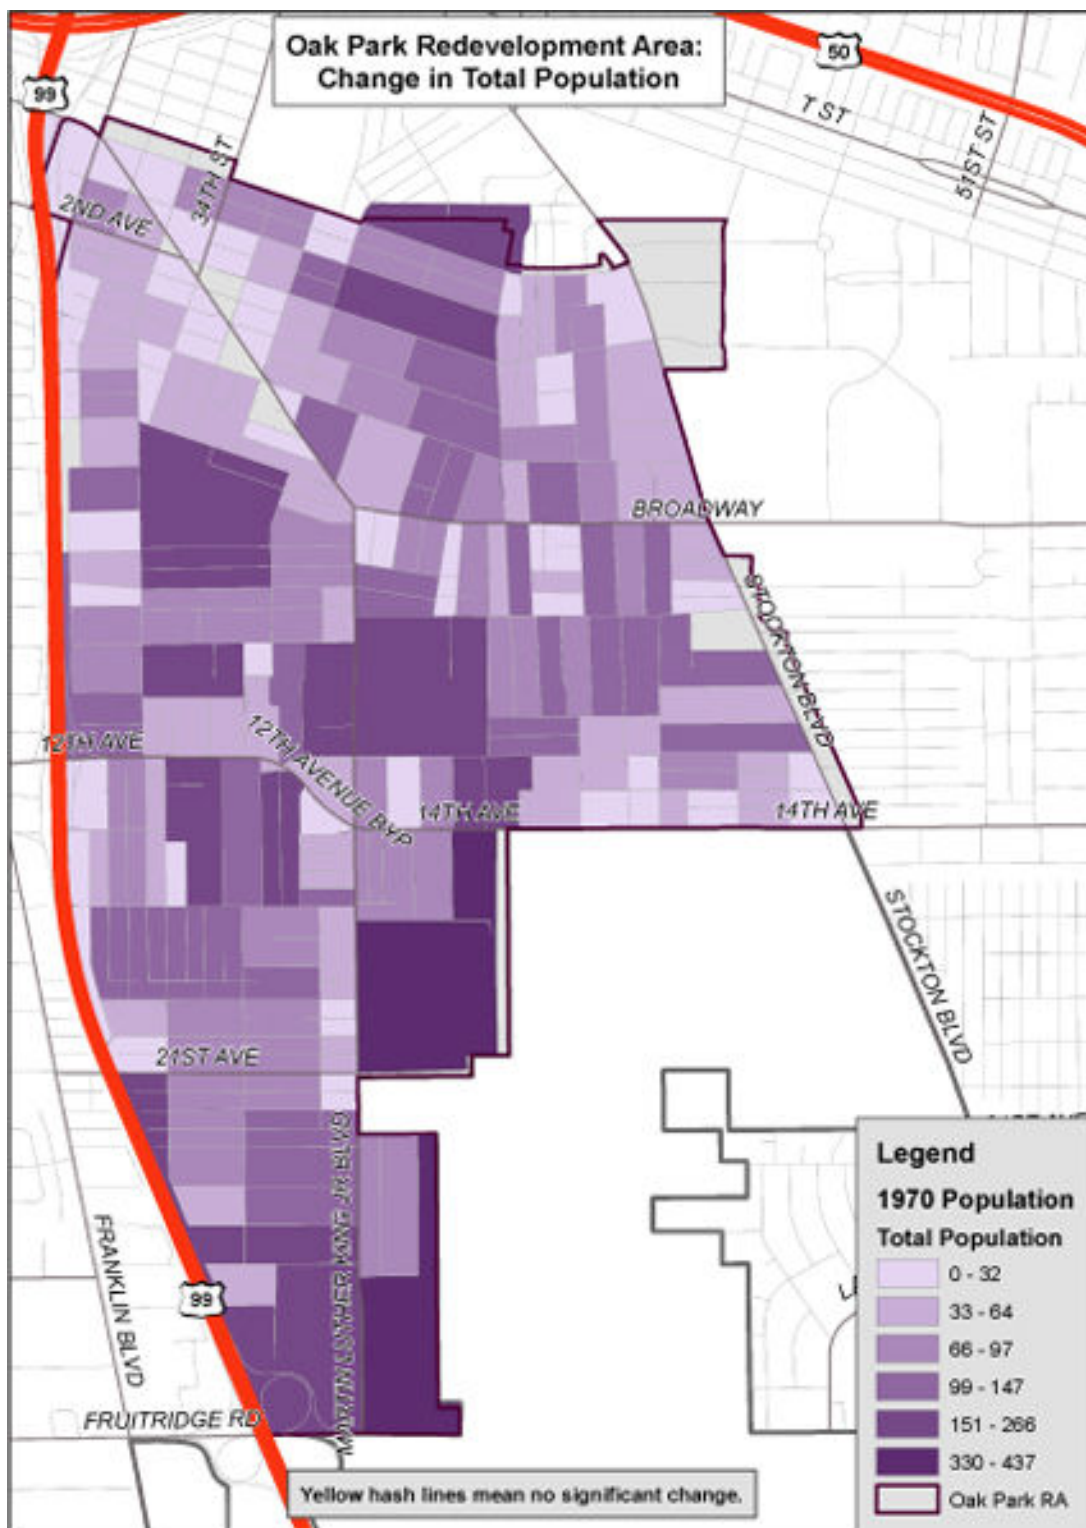 Oak Park Redevelopment Area:
Change in Total Population
50
99
T ST
51ST ST
34TH ST
2ND AVE
BROADWAY
STOCKTON BLVD
12TH AVE
12TH AVENUE BYP
14TH AVE
14TH AVE
STOCKTON BLVD
21ST AVE
MARTIN LUTHER KING JR BLVD
FRANKLIN BLVD
99
FRUITRIDGE RD
Legend
1970 Population
Total Population
0 - 32
33 - 64
66 - 97
99 - 147
151 - 266
330 - 437
Oak Park RA
Yellow hash lines mean no significant change.